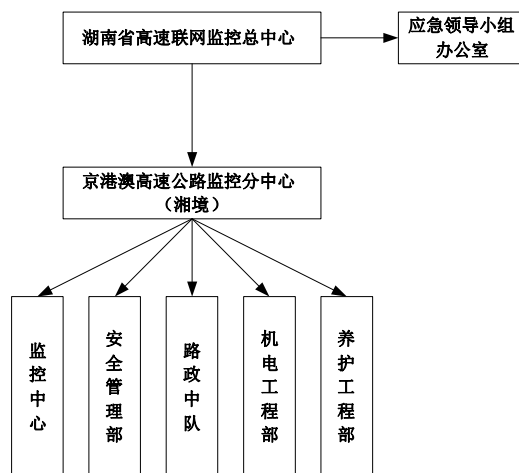 湖南省高速联网监控总中心
应急领导小组
办公室
京港澳高速公路监控分中心
（湘境）
监控中心
安全管理部
路政中队
机电工程部
养护工程部